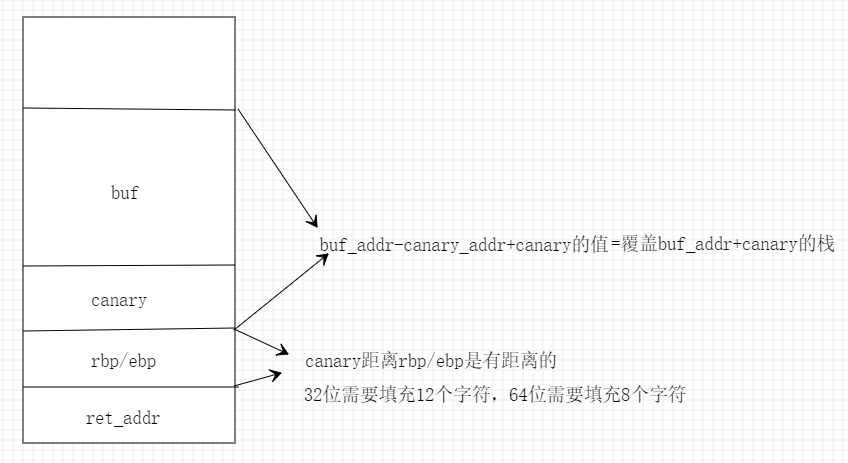 buf
buf_addr-canary_addr+canary的值=覆盖buf_addr+canary的栈
canary
rbp/ebp
canary距离rbp/ebp是有距离的
32位需要填充12个字符，64位需要填充8个字符
ret_addr